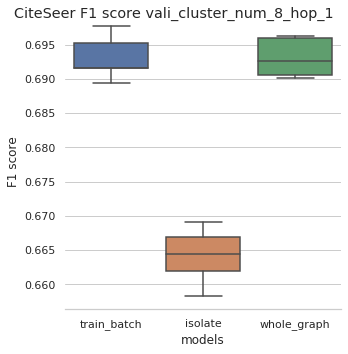 CiteSeer F1 score vali_cluster_num_8_hop_1
0.695
0.690
0.685
0.680
0.675
0.670
0.665
0.660
F1 score
train_batch isolate whole_graph
models